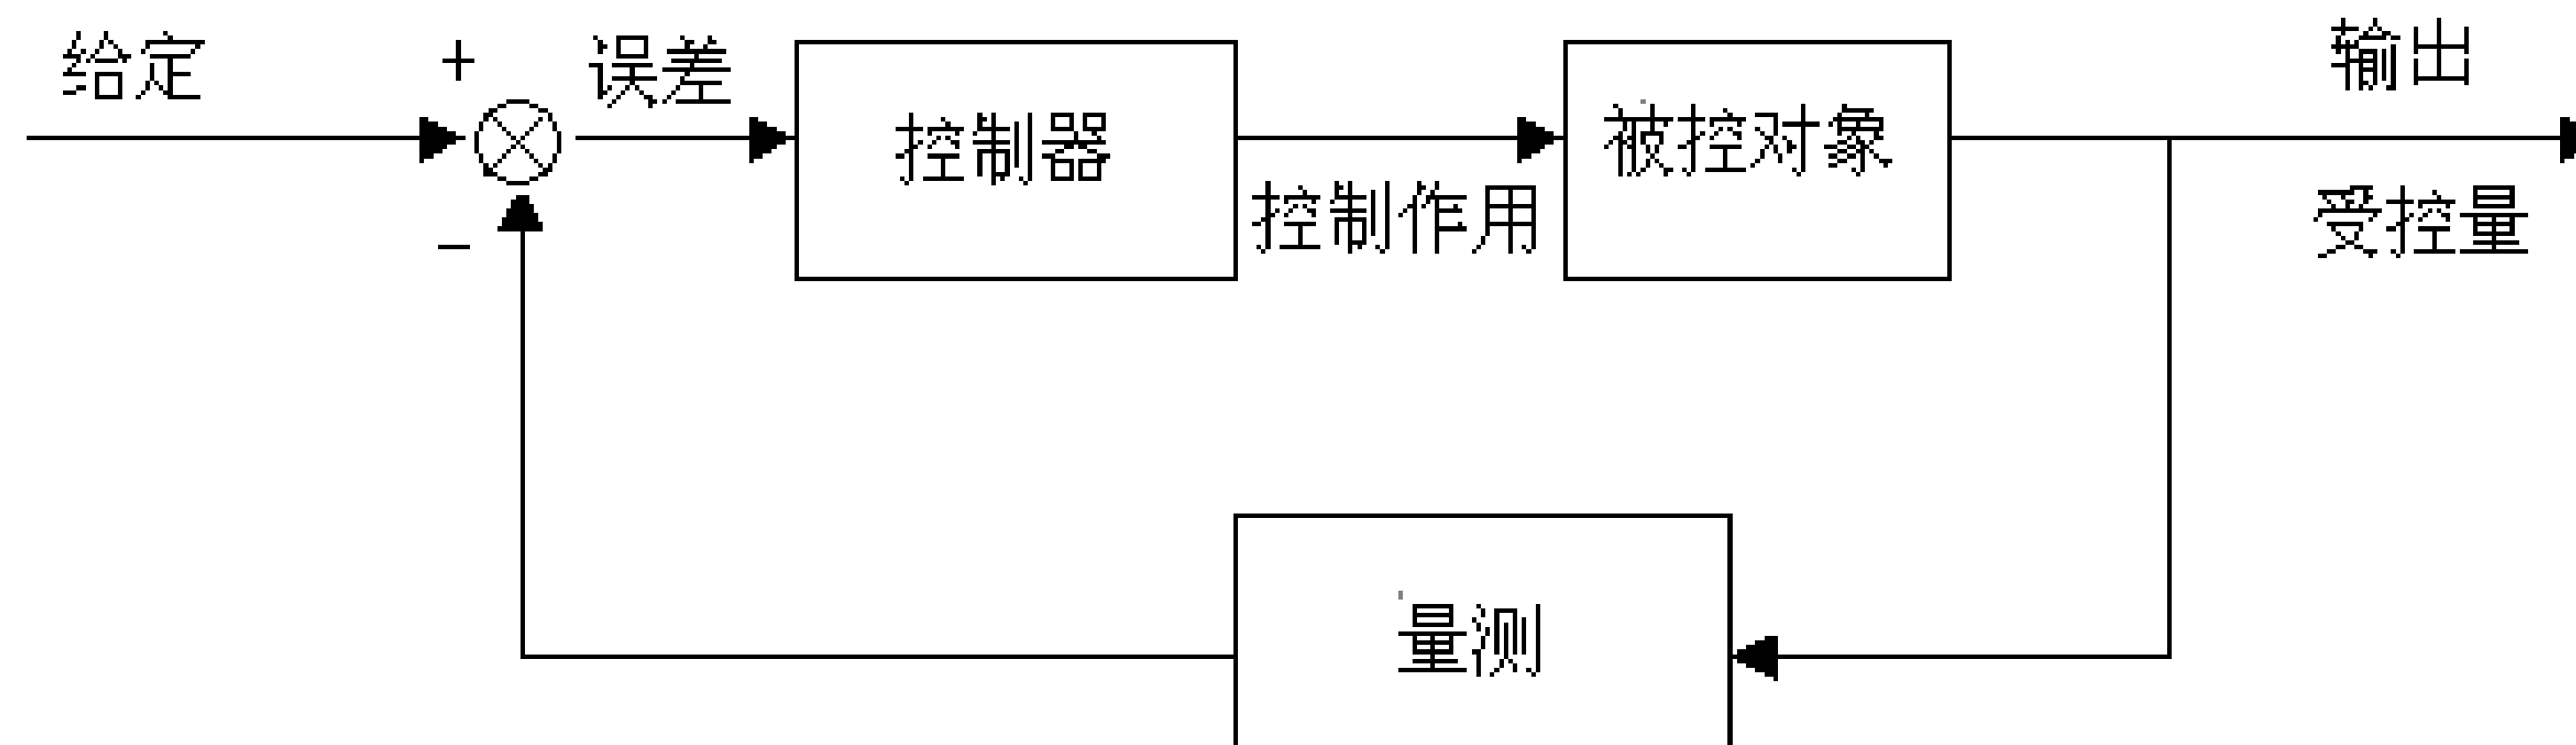 给定
+
误差
控制器
控制作用
被控对象
输出
受控量
−
量测